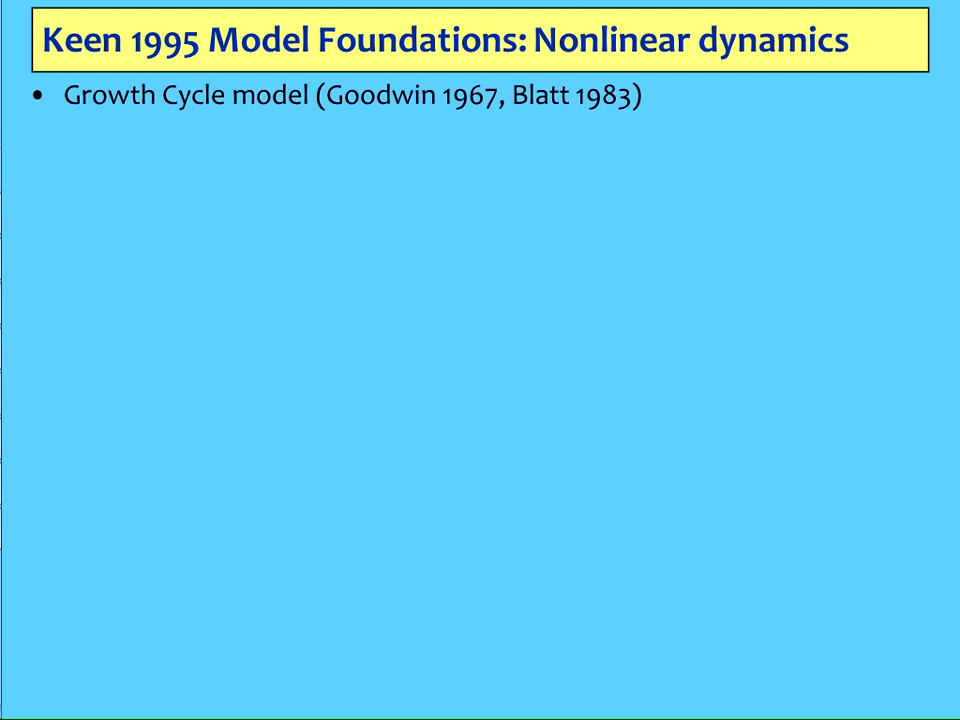 Keen 1995 Model Foundations: Nonlinear dynamics
• Growth Cycle model (Goodwin 1967, Blatt 1983)